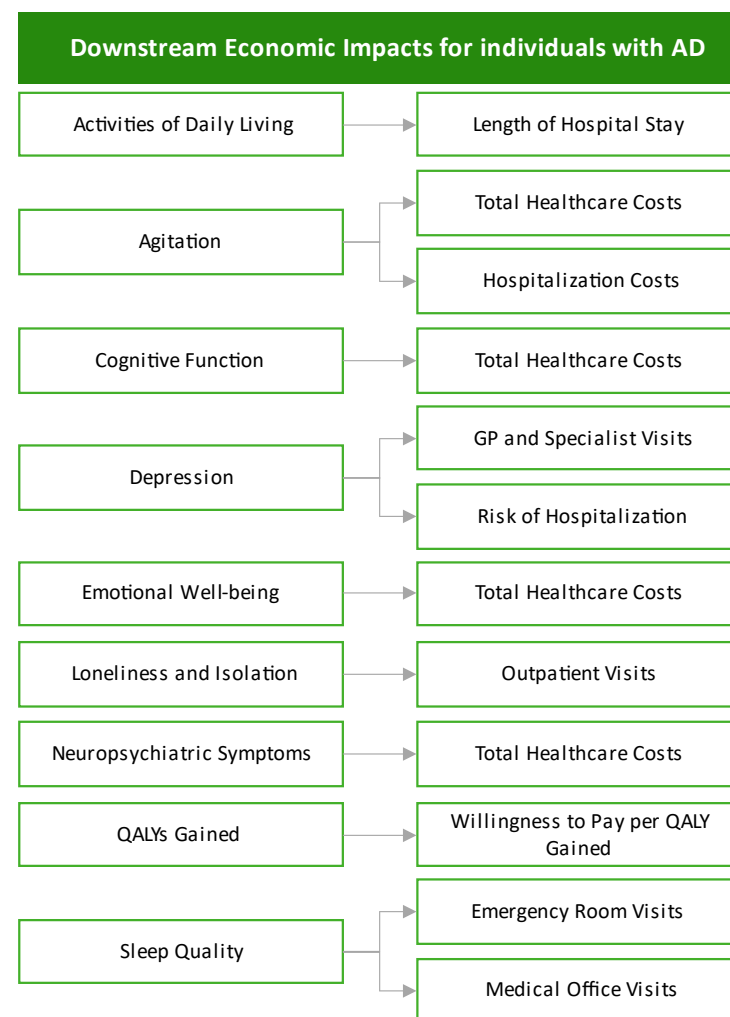 Downstream Economic Impacts for individuals with AD
Activities of Daily Living
Length of Hospital Stay
Agitation
Total Healthcare Costs
Hospitalization Costs
Cognitive Function
Total Healthcare Costs
Depression
GP and Specialist Visits
Risk of Hospitalization
Emotional Well-being
Total Healthcare Costs
Loneliness and Isolation
Outpatient Visits
Neuropsychiatric Symptoms
Total Healthcare Costs
QALYs Gained
Willingness to Pay per QALY
Gained
Sleep Quality
Emergency Room Visits
Medical Office Visits